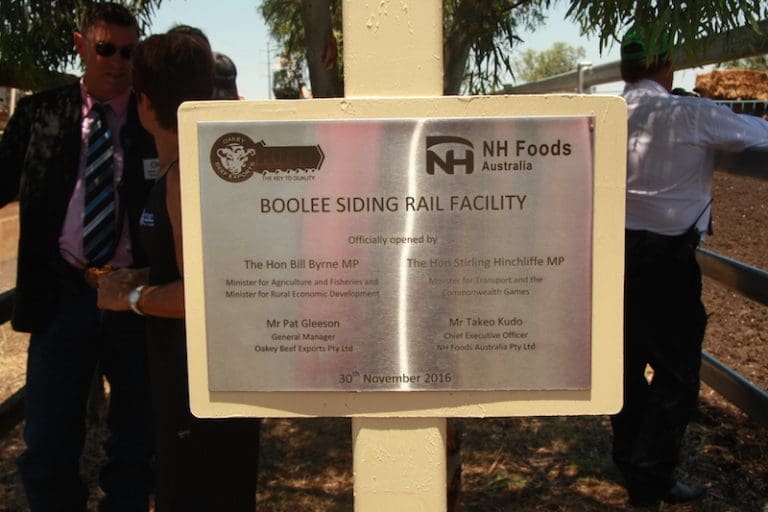 OAKEY
BEEF EXPORTS
THE KEY TO QUALITY
NH
NH Foods
Australia
BOOLEE SIDING RAIL FACILITY
Officially opened by
The Hon Bill Byrne MP
Minister for Agriculture and Fisheries and
Minister for Rural Economic Development
The Hon Stirling Hinchliffe MP
Minister for Transport and the
Commonwealth Games
Mr Pat Gleeson
General Manager
Oakey Beef Exports Pty Ltd
Mr Takeo Kudo
Chief Executive Officer
NH Foods Australia Pty Ltd
30th November 2016